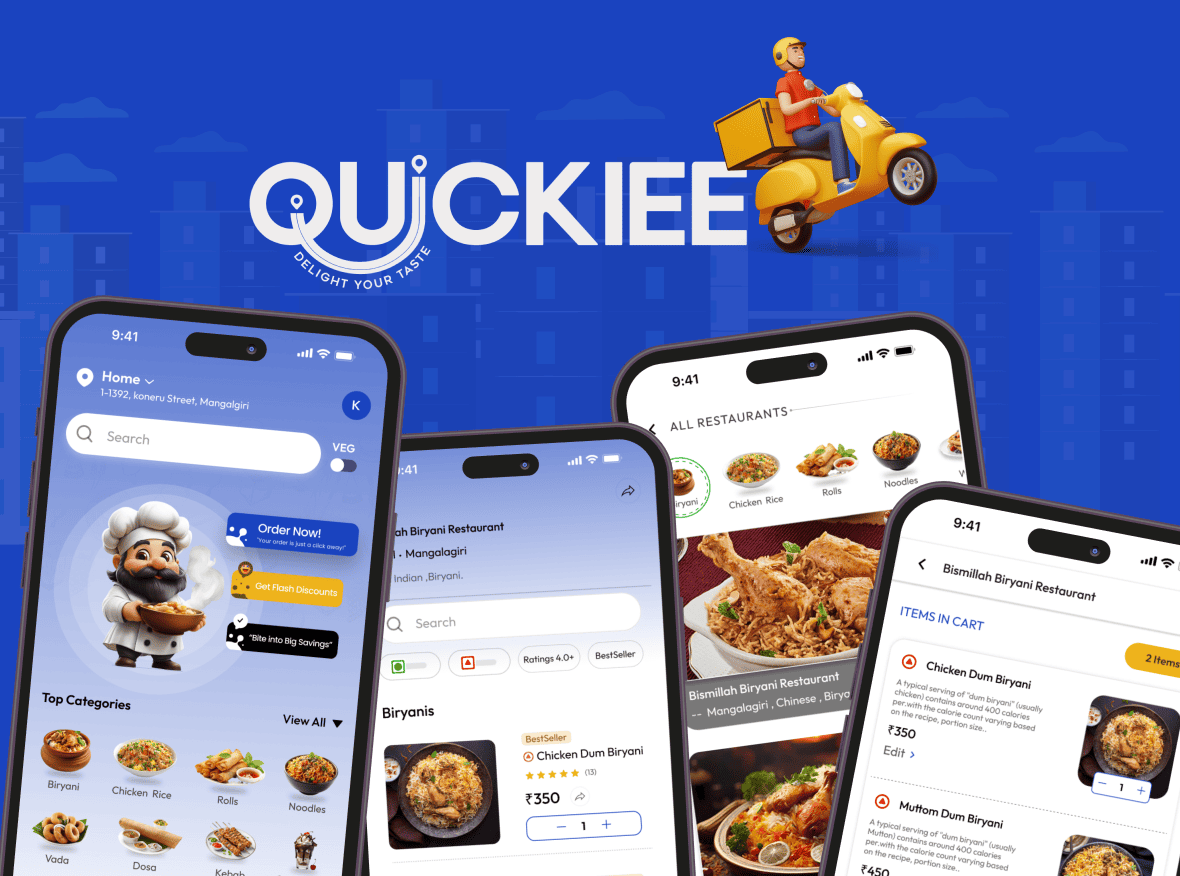 QUICKIEE
DELIGHT YOUR TASTE
9:41
Home
1-1392, koneru Street, Mangalgiri
K
Search
VEG
Order Now!
"Your order is just a click away!"
Get Flash Discounts
"Bite into Big Savings"
Top Categories
View All
Biryani
Chicken Rice
Rolls
Noodles
Vada
Dosa
Kebab
:41
ah Biryani Restaurant
• Mangalagiri
Indian ,Biryani.
Search
Ratings 4.0+
BestSeller
Biryanis
BestSeller
Chicken Dum Biryani
(13)
₹350
− 1 +
9:41
ALL RESTAURANTS
iryani
Chicken Rice
Rolls
Noodles
Bismillah Biryani Restaurant
-- Mangalagiri , Chinese , Birya
9:41
Bismillah Biryani Restaurant
ITEMS IN CART
2 Items
Chicken Dum Biryani
A typical serving of "dum biryani" (usually
chicken) contains around 400 calories
per.with the calorie count varying based
on the recipe, portion size..
₹350
Edit >
− 1 +
Muttom Dum Biryani
A typical serving of "dum biryani" (usually
Mutton) contains around 400 calories
per.with the calorie count varying based
on the recipe, portion size..
₹450